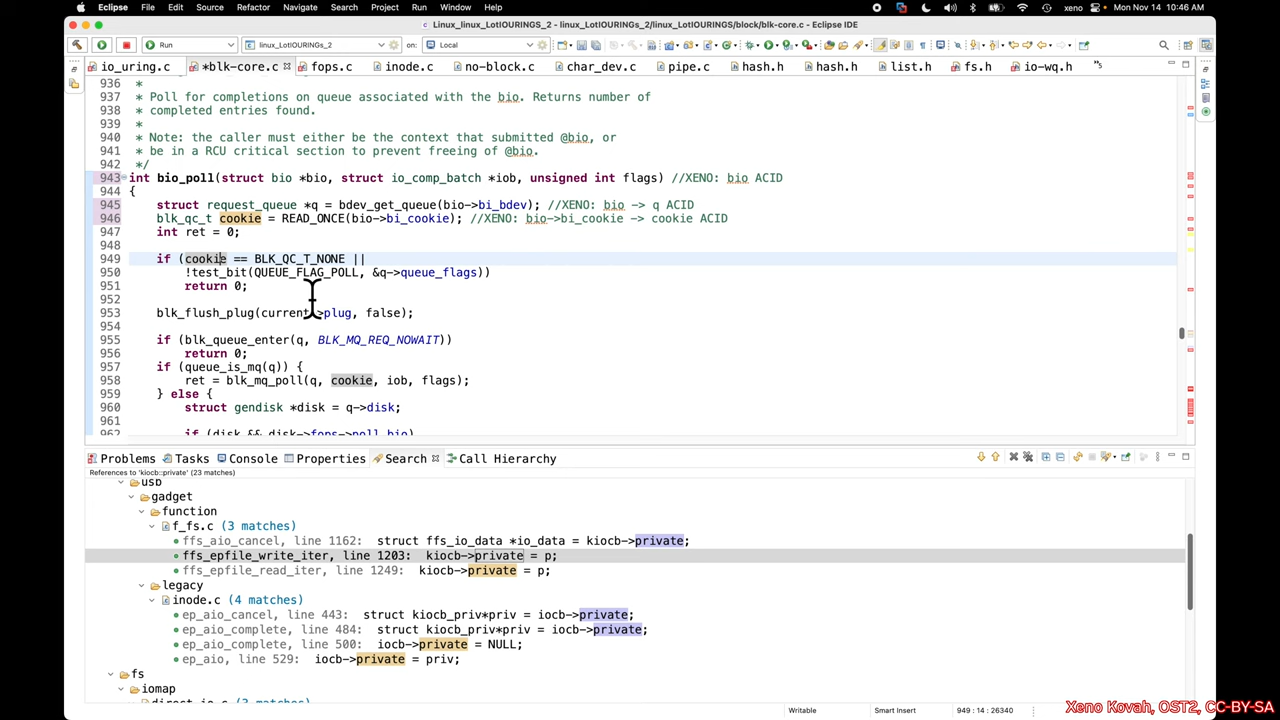 Eclipse File Edit Source Refactor Navigate Search Project Run Window Help xeno Mon Nov 14 10:46 AM
Linux_linux_LotIOURINGs_2 - linux_LotIOURINGs_2/linux_LotIOURINGS/block/blk-core.c - Eclipse IDE
Run linux_LotIOURINGs_2 on: Local
io_uring.c *blk-core.c fops.c inode.c no-block.c char_dev.c pipe.c hash.h hash.h list.h fs.h io-wq.h »5
936 *
937 * Poll for completions on queue associated with the bio. Returns number of
938 * completed entries found.
939 *
940 * Note: the caller must either be the context that submitted @bio, or
941 * be in a RCU critical section to prevent freeing of @bio.
942 */
943 int bio_poll(struct bio *bio, struct io_comp_batch *iob, unsigned int flags) //XENO: bio ACID
944 {
945 struct request_queue *q = bdev_get_queue(bio->bi_bdev); //XENO: bio -> q ACID
946 blk_qc_t cookie = READ_ONCE(bio->bi_cookie); //XENO: bio->bi_cookie -> cookie ACID
947 int ret = 0;
948
949 if (cookie == BLK_QC_T_NONE ||
950 !test_bit(QUEUE_FLAG_POLL, &q->queue_flags))
951 return 0;
952
953 blk_flush_plug(current->plug, false);
954
955 if (blk_queue_enter(q, BLK_MQ_REQ_NOWAIT))
956 return 0;
957 if (queue_is_mq(q)) {
958 ret = blk_mq_poll(q, cookie, iob, flags);
959 } else {
960 struct gendisk *disk = q->disk;
961
962 if (disk && disk->fops->poll_bio)
Problems Tasks Console Properties Search Call Hierarchy
References to 'kiocb::private' (23 matches)
usb
gadget
function
f_fs.c (3 matches)
ffs_aio_cancel, line 1162: struct ffs_io_data *io_data = kiocb->private;
ffs_epfile_write_iter, line 1203: kiocb->private = p;
ffs_epfile_read_iter, line 1249: kiocb->private = p;
legacy
inode.c (4 matches)
ep_aio_cancel, line 443: struct kiocb_priv*priv = iocb->private;
ep_aio_complete, line 484: struct kiocb_priv*priv = iocb->private;
ep_aio_complete, line 500: iocb->private = NULL;
ep_aio, line 529: iocb->private = priv;
fs
iomap
direct-io.c (3 matches)
Writable Smart Insert 949 : 14 : 26340
Xeno Kovah, OST2, CC-BY-SA